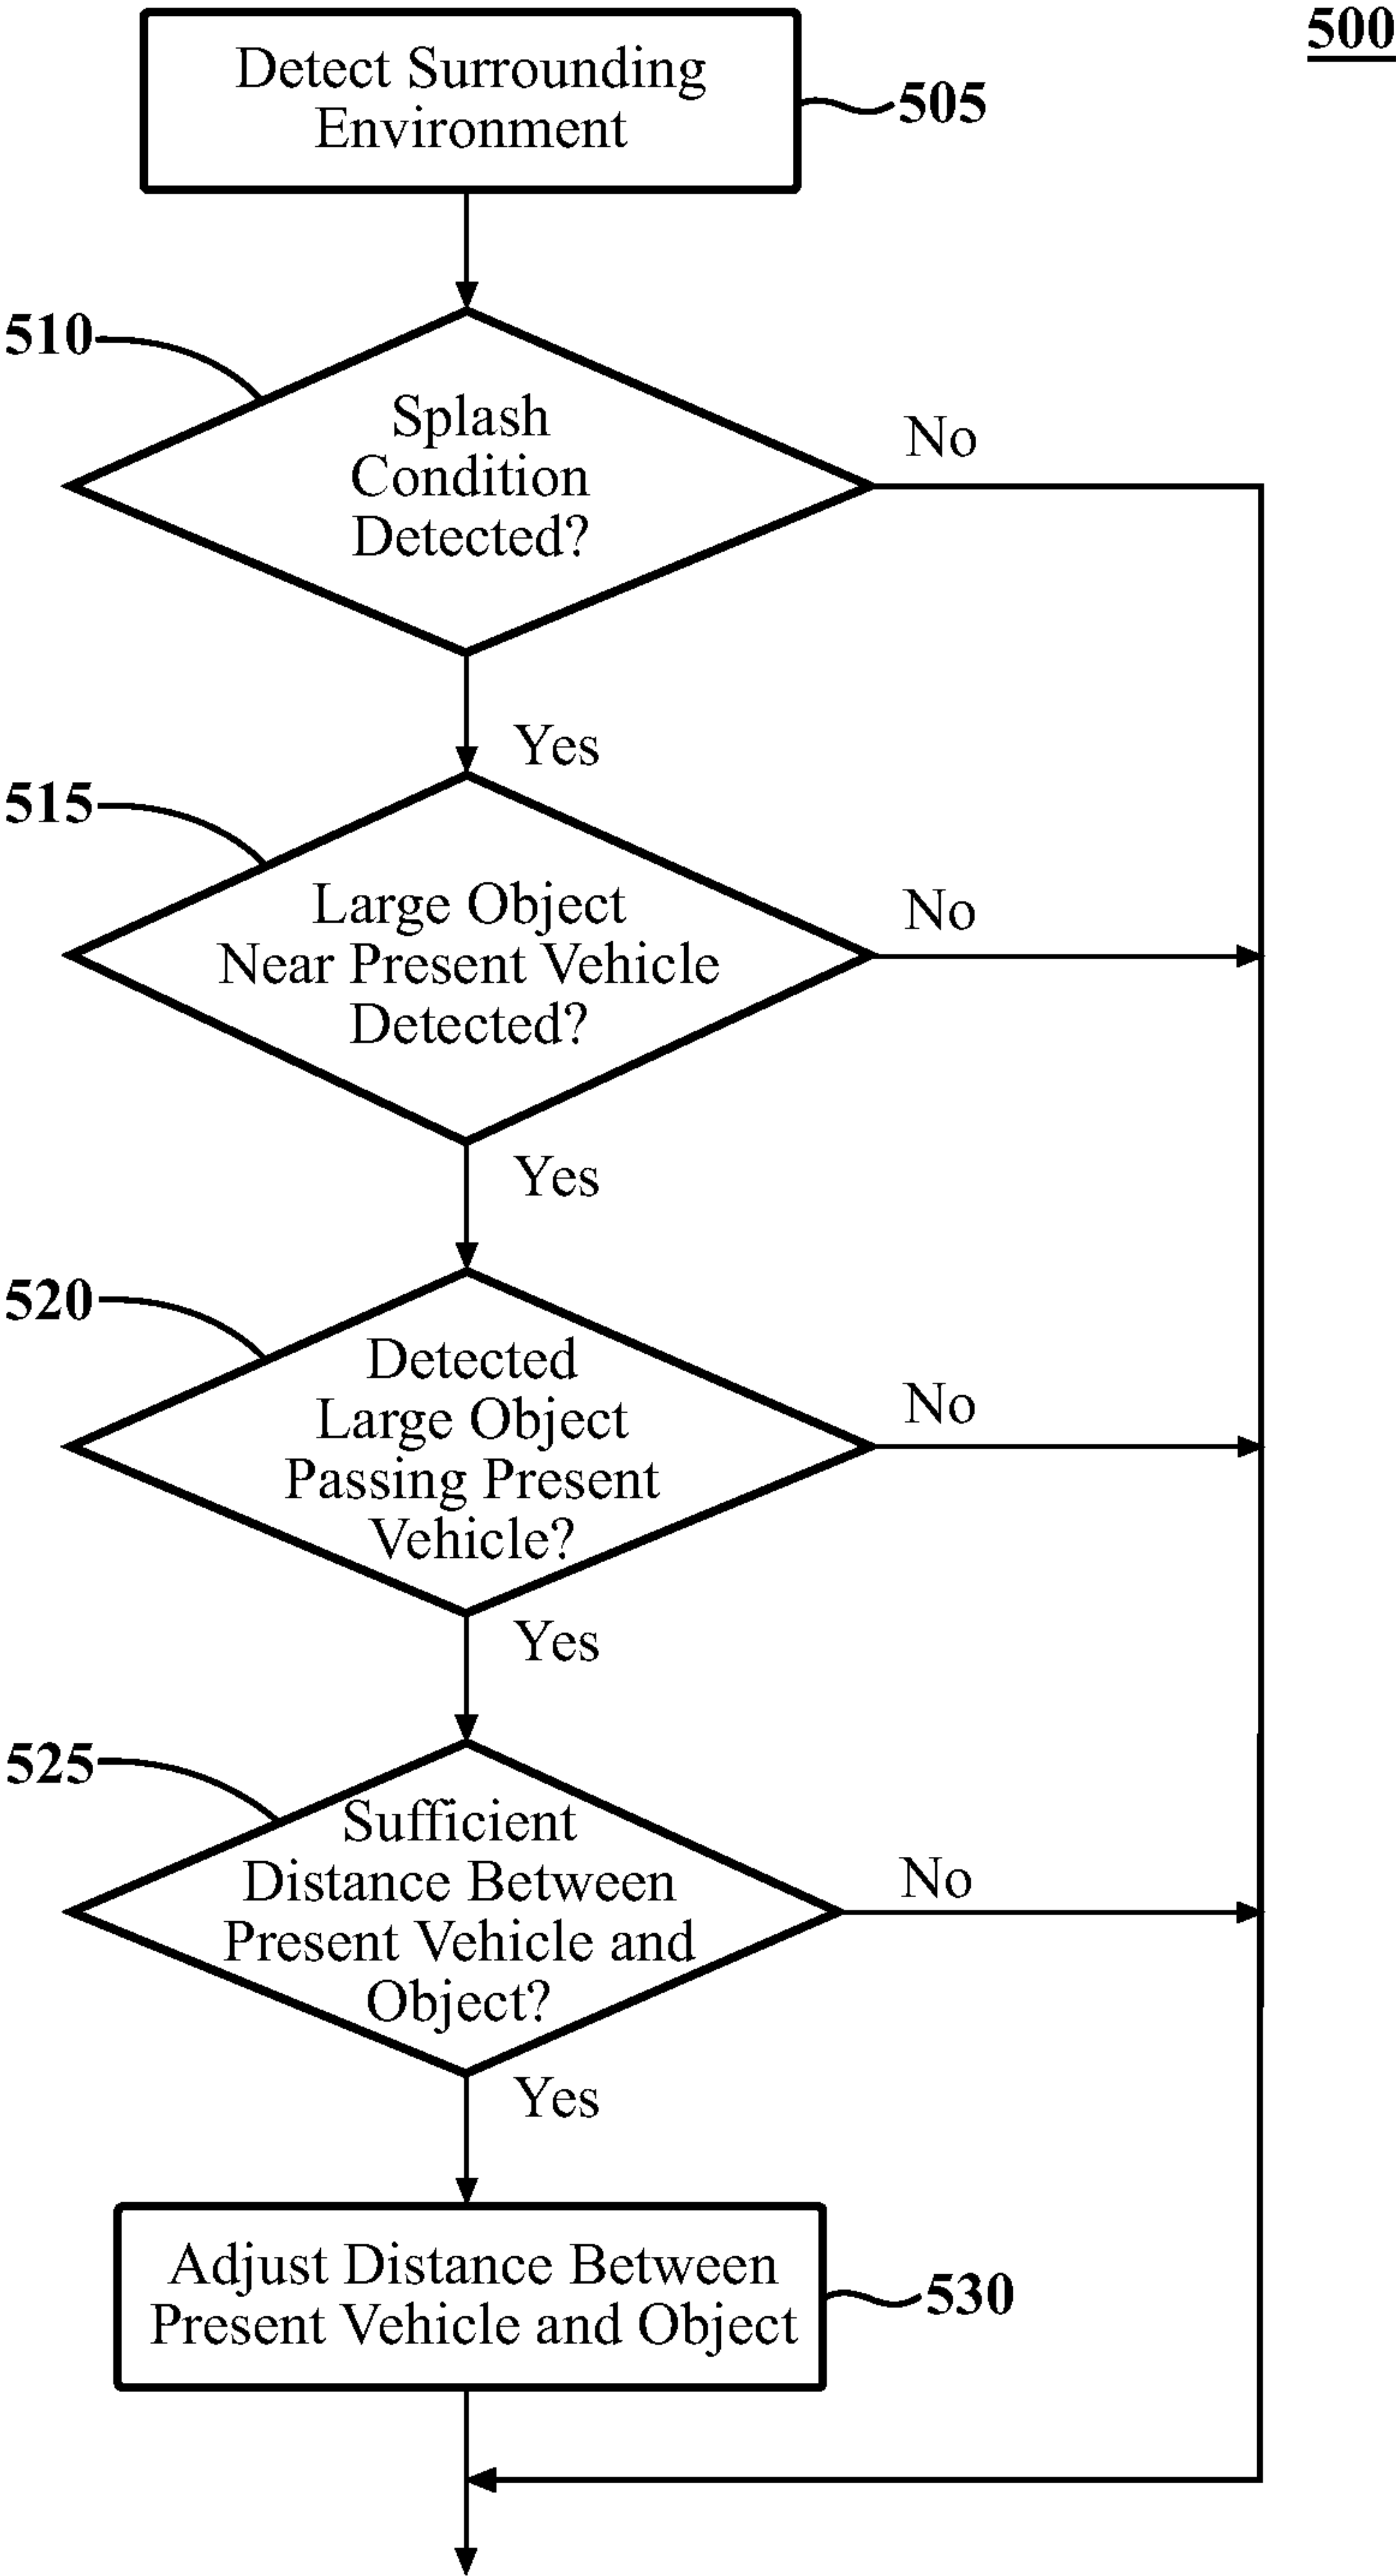 500
Detect Surrounding
Environment
505
510
Splash
Condition
Detected?
No
Yes
515
Large Object
Near Present Vehicle
Detected?
No
Yes
520
Detected
Large Object
Passing Present
Vehicle?
No
Yes
525
Sufficient
Distance Between
Present Vehicle and
Object?
No
Yes
Adjust Distance Between
Present Vehicle and Object
530